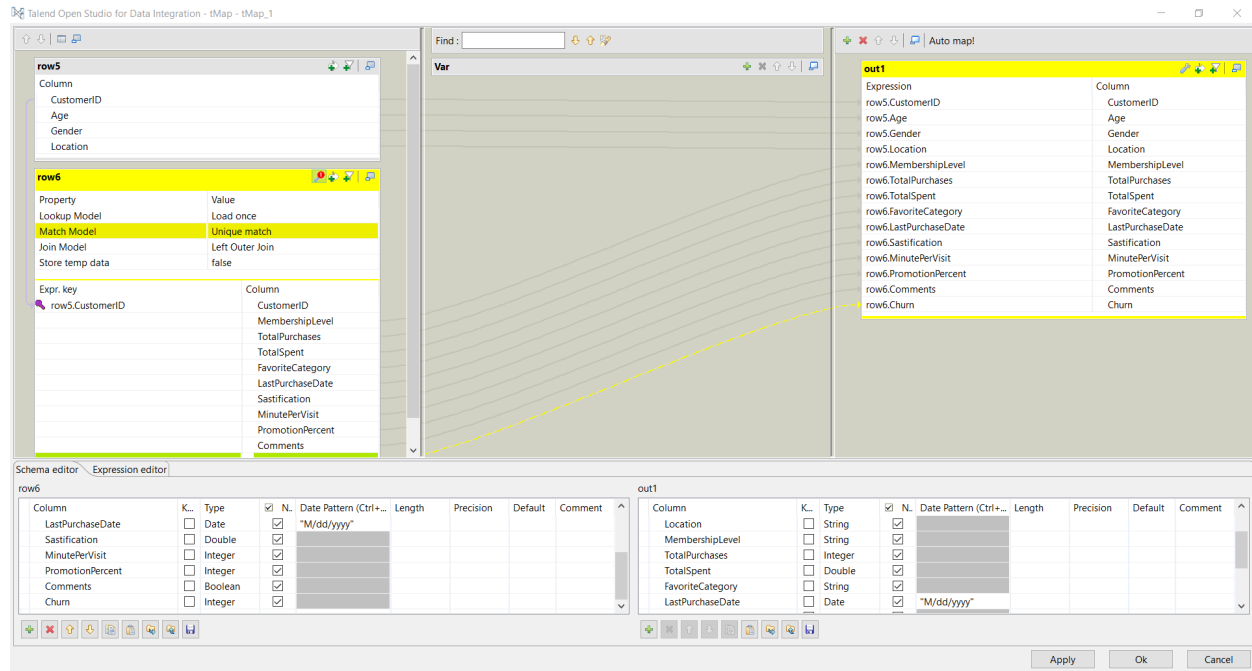 Talend Open Studio for Data Integration - tMap - tMap_1
Find :
Auto map!
row5
Column
CustomerID
Age
Gender
Location
row6
Property Value
Lookup Model Load once
Match Model Unique match
Join Model Left Outer Join
Store temp data false
Expr. key Column
row5.CustomerID CustomerID
MembershipLevel
TotalPurchases
TotalSpent
FavoriteCategory
LastPurchaseDate
Sastification
MinutePerVisit
PromotionPercent
Comments
Var
out1
Expression Column
row5.CustomerID CustomerID
row5.Age Age
row5.Gender Gender
row5.Location Location
row6.MembershipLevel MembershipLevel
row6.TotalPurchases TotalPurchases
row6.TotalSpent TotalSpent
row6.FavoriteCategory FavoriteCategory
row6.LastPurchaseDate LastPurchaseDate
row6.Sastification Sastification
row6.MinutePerVisit MinutePerVisit
row6.PromotionPercent PromotionPercent
row6.Comments Comments
row6.Churn Churn
Schema editor Expression editor
row6
Column K... Type N.. Date Pattern (Ctrl+... Length Precision Default Comment
LastPurchaseDate Date "M/dd/yyyy"
Sastification Double
MinutePerVisit Integer
PromotionPercent Integer
Comments Boolean
Churn Integer
out1
Column K... Type N.. Date Pattern (Ctrl+... Length Precision Default Comment
Location String
MembershipLevel String
TotalPurchases Integer
TotalSpent Double
FavoriteCategory String
LastPurchaseDate Date "M/dd/yyyy"
Apply Ok Cancel